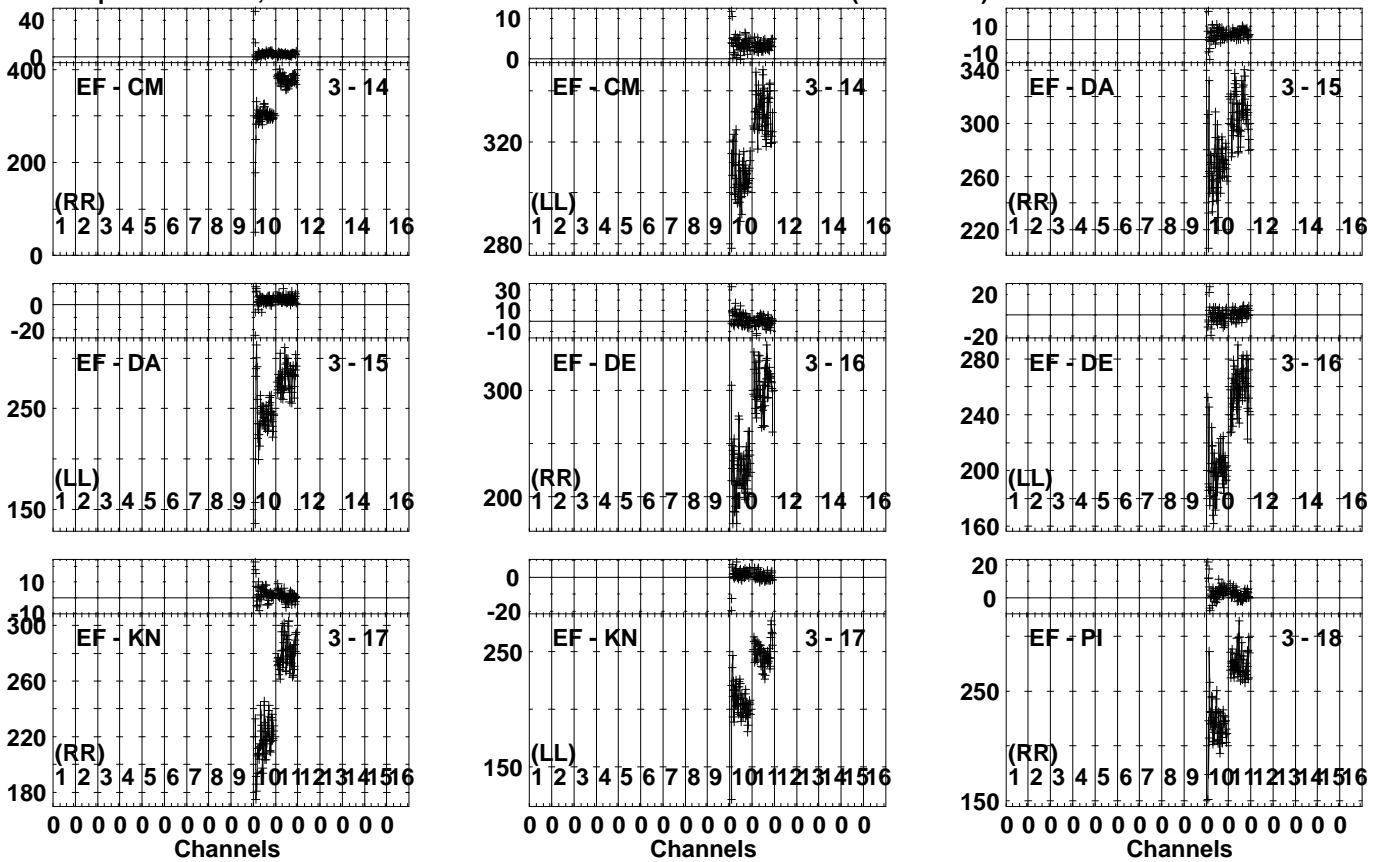 40 10 10
0 0 -10
400 EF - CM 3 - 14 EF - CM 3 - 14 340 EF - DA 3 - 15
320 300
200 260
(RR) (LL) (RR)
1 2 3 4 5 6 7 8 9 10 12 14 16 1 2 3 4 5 6 7 8 9 10 12 14 16 220 1 2 3 4 5 6 7 8 9 10 12 14 16
0 280
0 30 20
-20 10 -20
-10
EF - DA 3 - 15 EF - DE 3 - 16 280 EF - DE 3 - 16
250 300 240
200
(LL) (RR) (LL)
150 1 2 3 4 5 6 7 8 9 10 12 14 16 200 1 2 3 4 5 6 7 8 9 10 12 14 16 1 2 3 4 5 6 7 8 9 10 12 14 16
160
10 0 20
-10 -20 0
300 EF - KN 3 - 17 250 EF - KN 3 - 17 EF - PI 3 - 18
260 250
220
(RR) (LL) (RR)
180 1 2 3 4 5 6 7 8 9 10 11 12 13 14 15 16 150 1 2 3 4 5 6 7 8 9 10 11 12 13 14 15 16 150 1 2 3 4 5 6 7 8 9 10 11 12 13 14 15 16
0 0 0 0 0 0 0 0 0 0 0 0 0 0 0 0 0 0 0 0 0 0 0 0 0 0 0 0 0 0 0 0 0 0 0 0 0 0 0 0 0 0 0 0 0 0 0 0
Channels Channels Channels